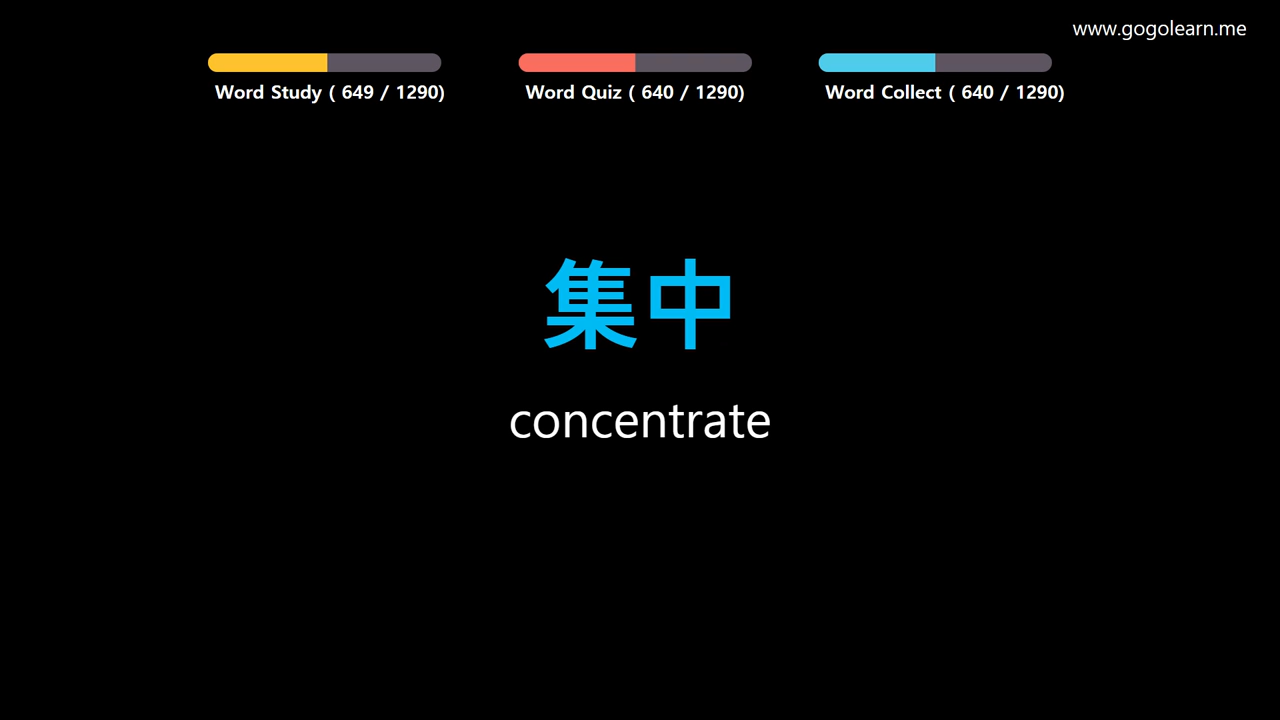 www.gogolearn.me
Word Study ( 649 / 1290)
Word Quiz ( 640 / 1290)
Word Collect ( 640 / 1290)
集中
concentrate